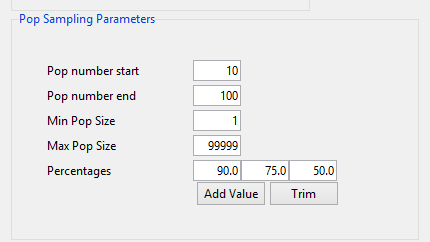 Pop Sampling Parameters
Pop number start 10
Pop number end 100
Min Pop Size 1
Max Pop Size 99999
Percentages 90.0 75.0 50.0
Add Value Trim